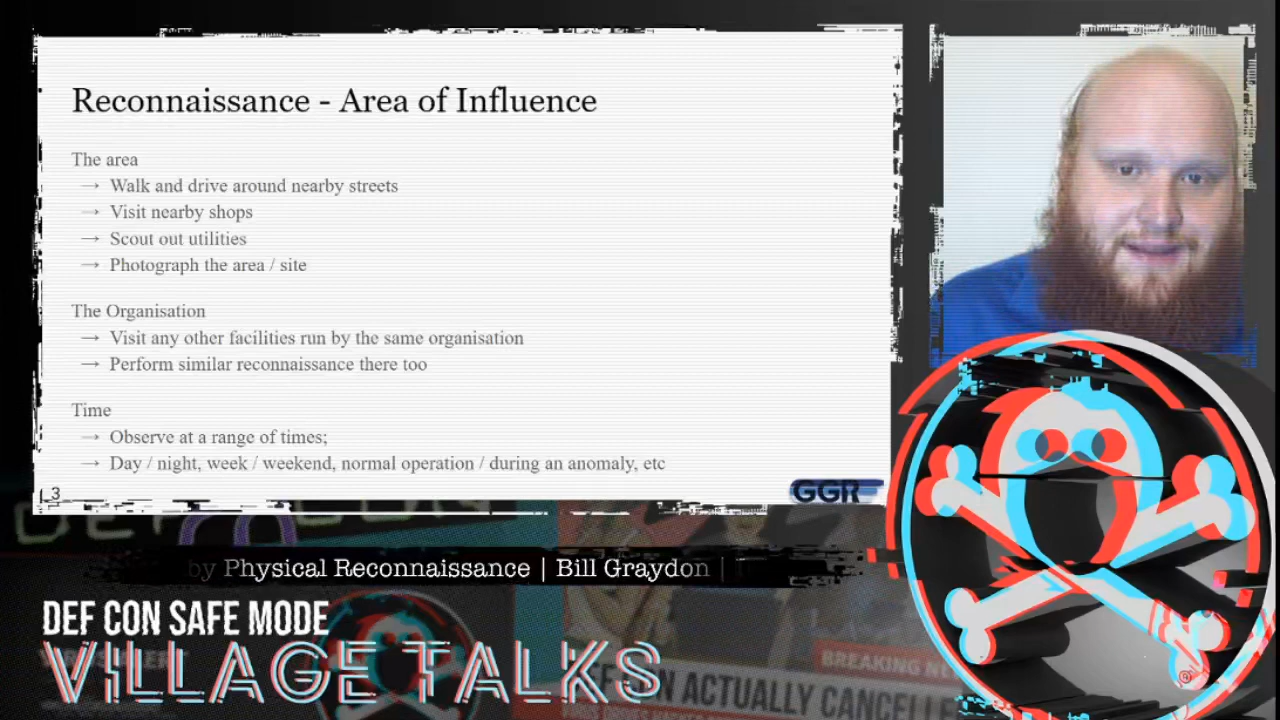 Reconnaissance - Area of Influence
The area
→ Walk and drive around nearby streets
→ Visit nearby shops
→ Scout out utilities
→ Photograph the area / site
The Organisation
→ Visit any other facilities run by the same organisation
→ Perform similar reconnaissance there too
Time
→ Observe at a range of times;
→ Day / night, week / weekend, normal operation / during an anomaly, etc
3
GGR
by Physical Reconnaissance | Bill Graydon |
DEF CON SAFE MODE
VILLAGE TALKS
BREAKING
CON ACTUALLY